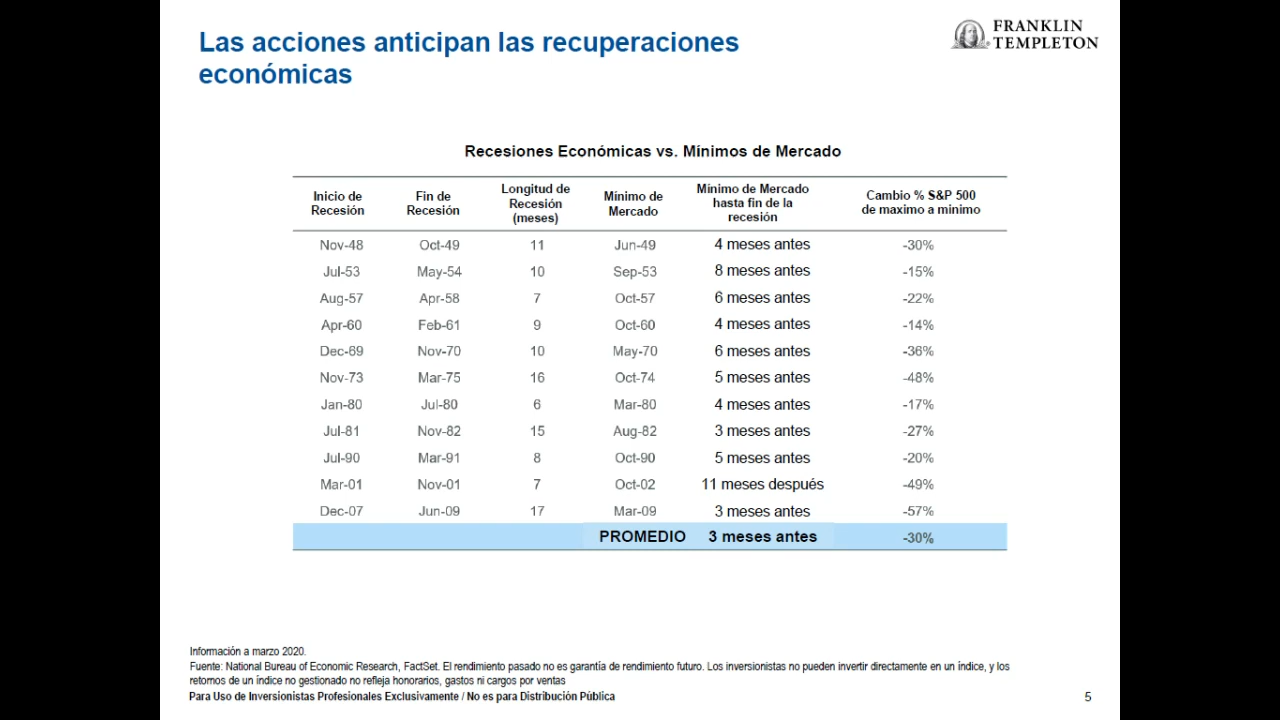 Las acciones anticipan las recuperaciones
económicas
FRANKLIN
TEMPLETON
Recesiones Económicas vs. Mínimos de Mercado
Inicio de Recesión Fin de Recesión Longitud de Recesión (meses) Mínimo de Mercado Mínimo de Mercado hasta fin de la recesión Cambio % S&P 500 de maximo a minimo
Nov-48 Oct-49 11 Jun-49 4 meses antes -30%
Jul-53 May-54 10 Sep-53 8 meses antes -15%
Aug-57 Apr-58 7 Oct-57 6 meses antes -22%
Apr-60 Feb-61 9 Oct-60 4 meses antes -14%
Dec-69 Nov-70 10 May-70 6 meses antes -36%
Nov-73 Mar-75 16 Oct-74 5 meses antes -48%
Jan-80 Jul-80 6 Mar-80 4 meses antes -17%
Jul-81 Nov-82 15 Aug-82 3 meses antes -27%
Jul-90 Mar-91 8 Oct-90 5 meses antes -20%
Mar-01 Nov-01 7 Oct-02 11 meses después -49%
Dec-07 Jun-09 17 Mar-09 3 meses antes -57%
PROMEDIO 3 meses antes -30%
Información a marzo 2020.
Fuente: National Bureau of Economic Research, FactSet. El rendimiento pasado no es garantía de rendimiento futuro. Los inversionistas no pueden invertir directamente en un índice, y los
retornos de un índice no gestionado no refleja honorarios, gastos ni cargos por ventas
Para Uso de Inversionistas Profesionales Exclusivamente / No es para Distribución Pública
5